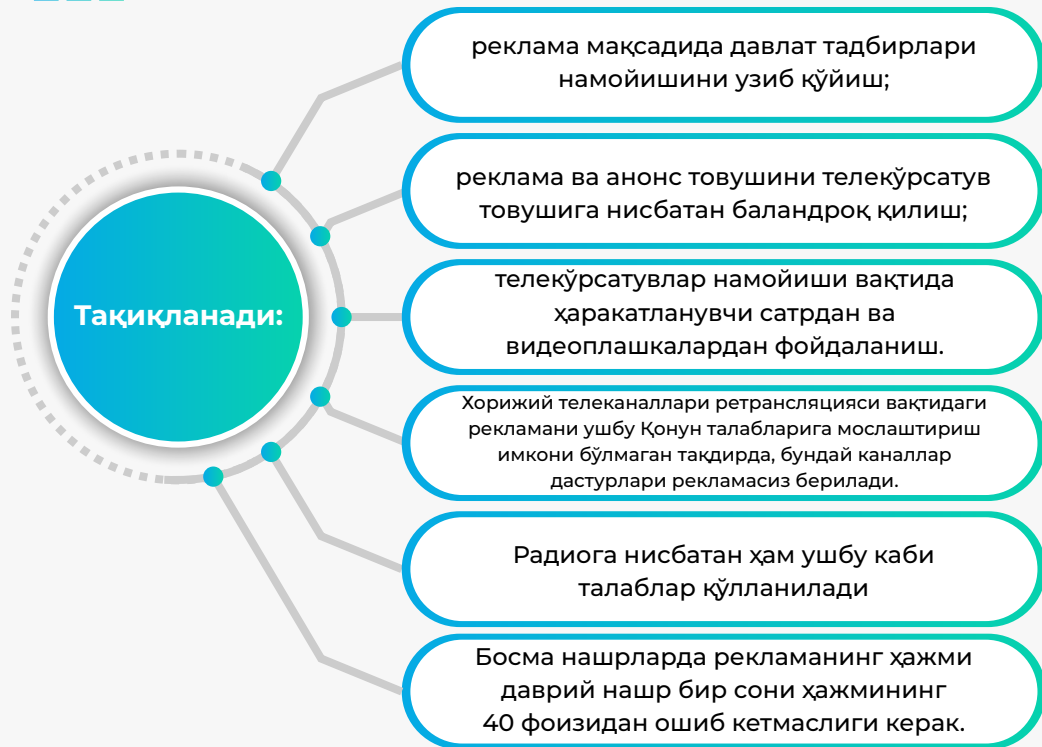 реклама мақсадида давлат тадбирлари
намойишини узиб қўйиш;
реклама ва анонс товушини телекўрсатув
товушига нисбатан баландроқ қилиш;
Тақиқланади:
телекўрсатувлар намойиши вақтида
ҳаракатланувчи сатрдан ва
видеоплашкалардан фойдаланиш.
Хорижий телеканаллари ретрансляцияси вақтидаги
рекламани ушбу Қонун талабларига мослаштириш
имкони бўлмаган тақдирда, бундай каналлар
дастурлари рекламасиз берилади.
Радиога нисбатан ҳам ушбу каби
талаблар қўлланилади
Босма нашрларда рекламанинг ҳажми
даврий нашр бир сони ҳажмининг
40 фоизидан ошиб кетмаслиги керак.